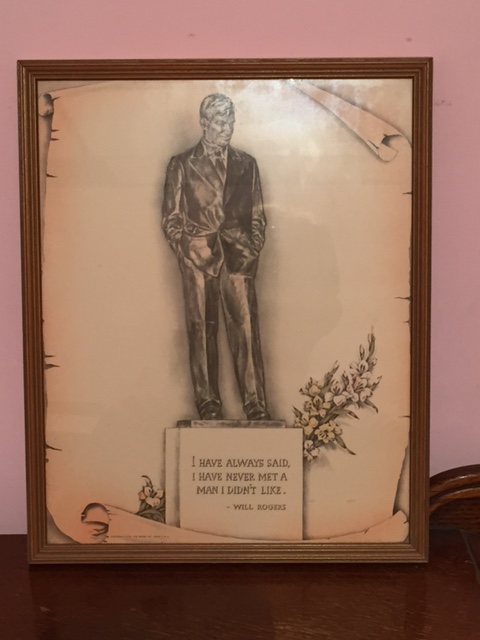 I HAVE ALWAYS SAID,
I HAVE NEVER MET A
MAN I DIDN'T LIKE.
- WILL ROGERS